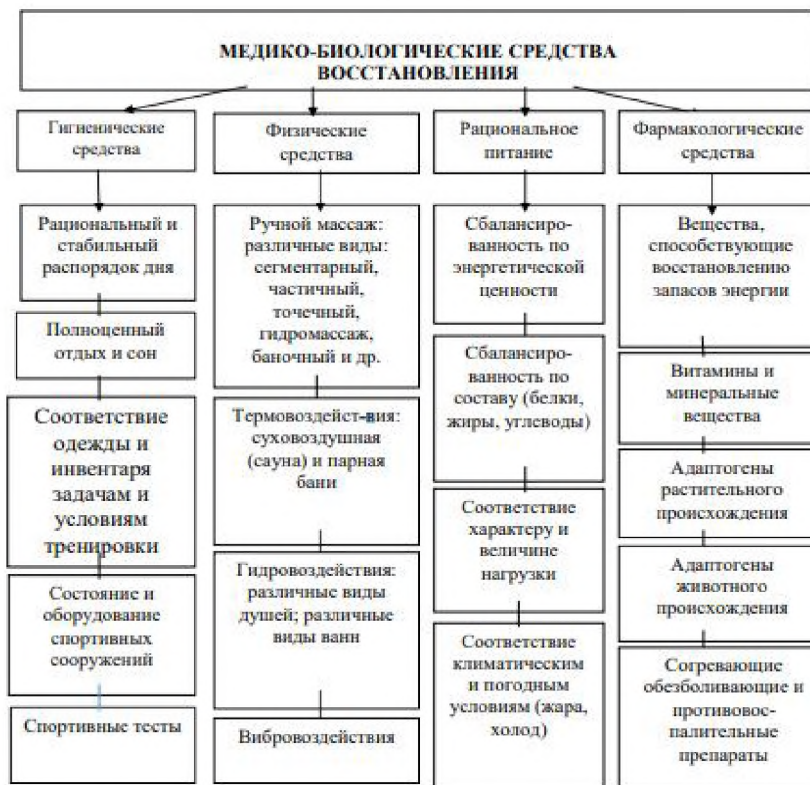 МЕДИКО-БИОЛОГИЧЕСКИЕ СРЕДСТВА
ВОССТАНОВЛЕНИЯ
Гигиенические
средства
Рациональный и
стабильный
распорядок дня
Полноценный
отдых и сон
Соответствие
одежды и
инвентаря
задачам и
условиям
тренировки
Состояние и
оборудование
спортивных
сооружений
Спортивные тесты
Физические
средства
Ручной массаж:
различные виды:
сегментарный,
частичный,
точечный,
гидромассаж,
баночный и др.
Термовоздейст-вия:
суховоздушная
(сауна) и парная
бани
Гидровоздействия:
различные виды
душей; различные
виды ванн
Вибровоздействия
Рациональное
питание
Сбалансиро-
ванность по
энергетической
ценности
Сбалансиро-
ванность по
составу (белки,
жиры, углеводы)
Соответствие
характеру и
величине
нагрузки
Соответствие
климатическим
и погодным
условиям (жара,
холод)
Фармакологические
средства
Вещества,
способствующие
восстановлению
запасов энергии
Витамины и
минеральные
вещества
Адаптогены
растительного
происхождения
Адаптогены
животного
происхождения
Согревающие
обезболивающие и
противовос-
палительные
препараты